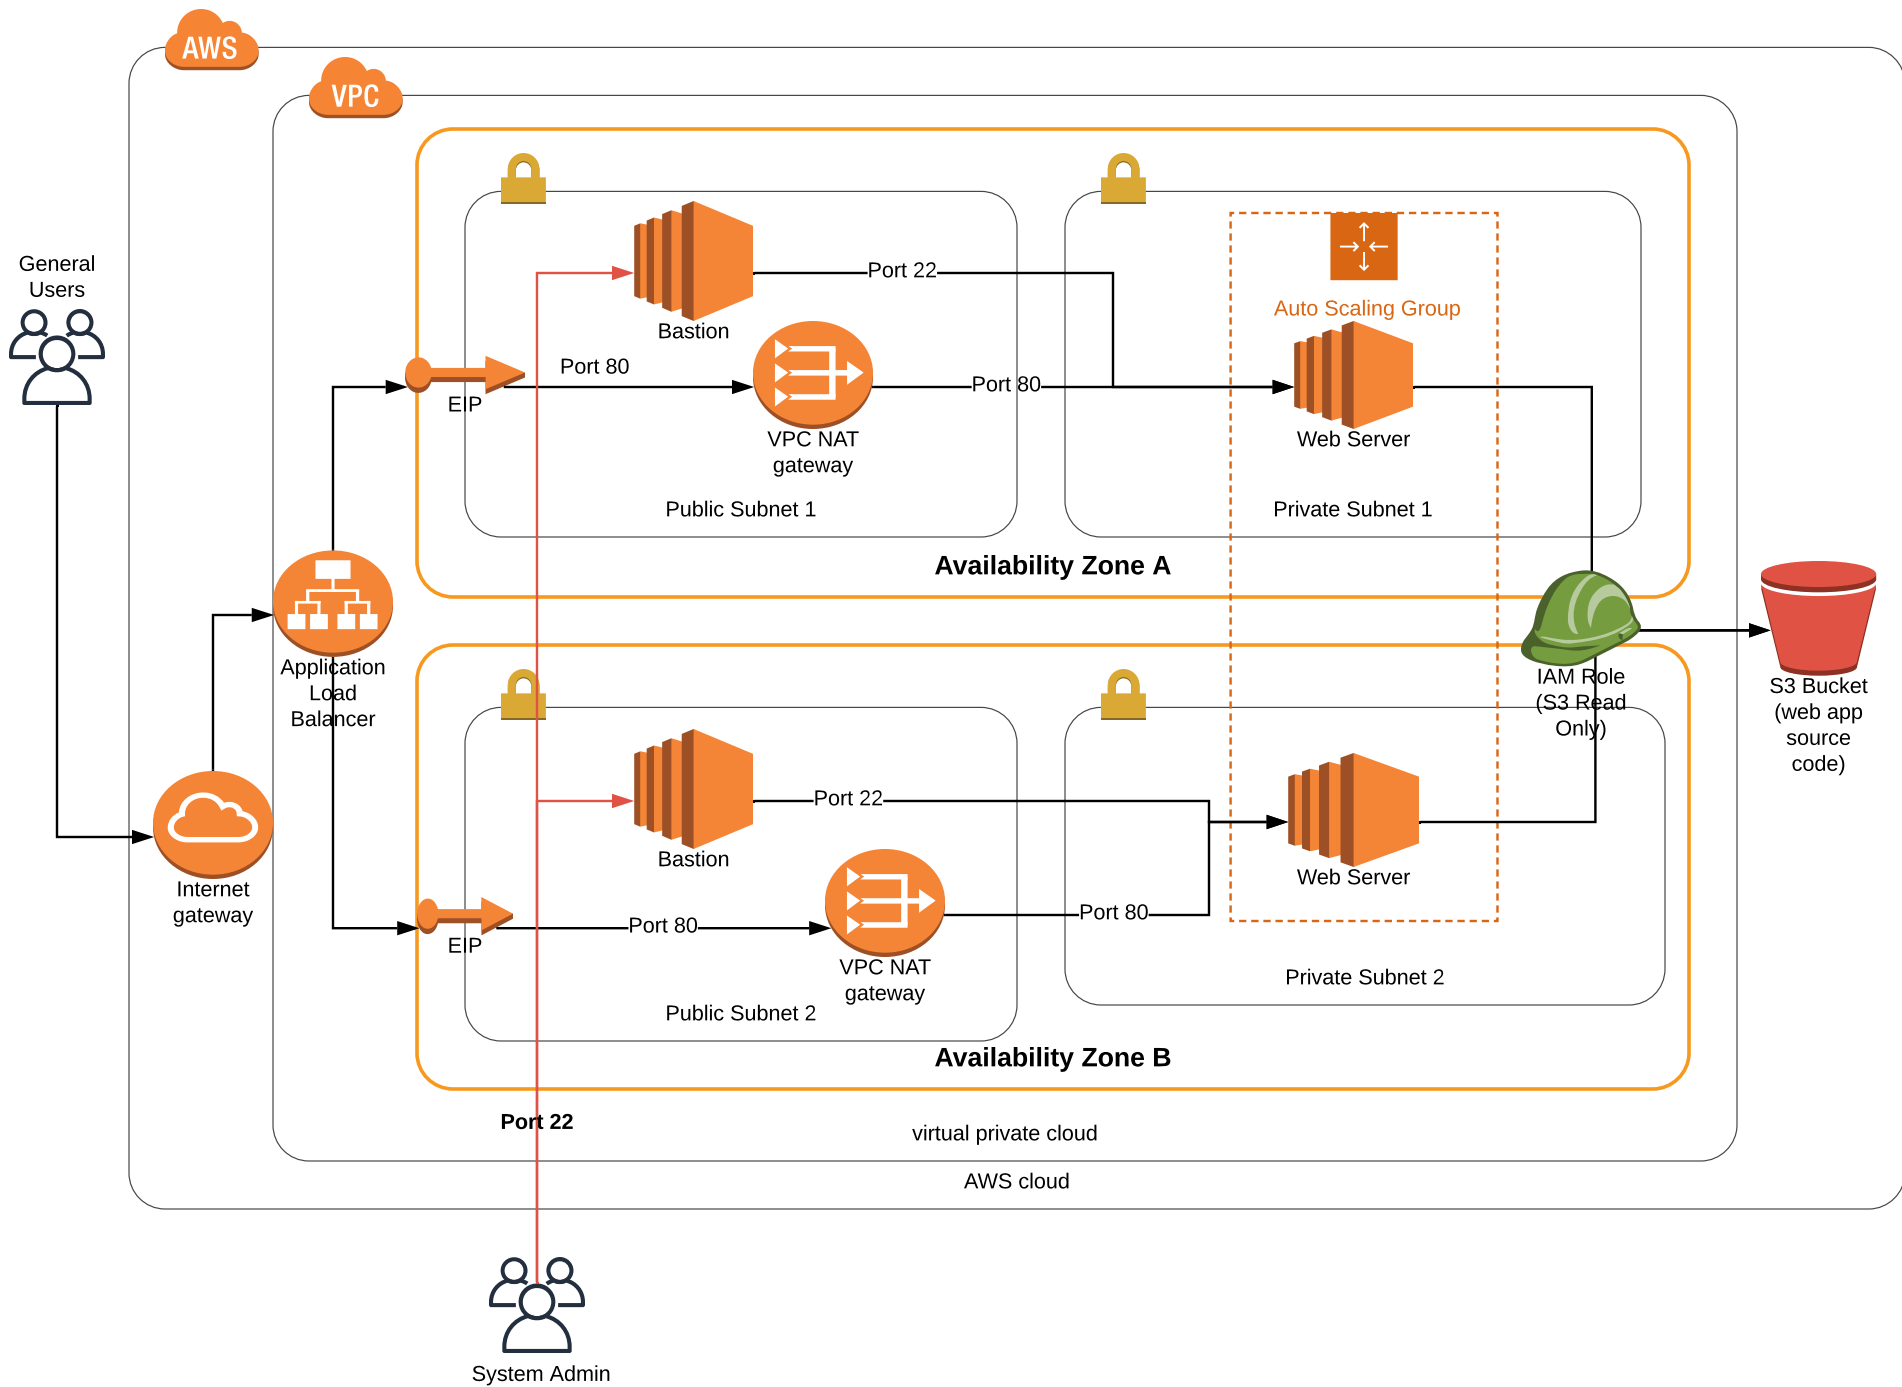 AWS
VPC
General
Users
Port 22
Bastion
Port 80
EIP
VPC NAT
gateway
Port 80
Public Subnet 1
Auto Scaling Group
Web Server
Private Subnet 1
Availability Zone A
Application
Load
Balancer
Internet
gateway
IAM Role
(S3 Read
Only)
S3 Bucket
(web app
source
code)
Port 22
Bastion
Port 80
EIP
VPC NAT
gateway
Port 80
Public Subnet 2
Web Server
Private Subnet 2
Availability Zone B
Port 22
virtual private cloud
AWS cloud
System Admin